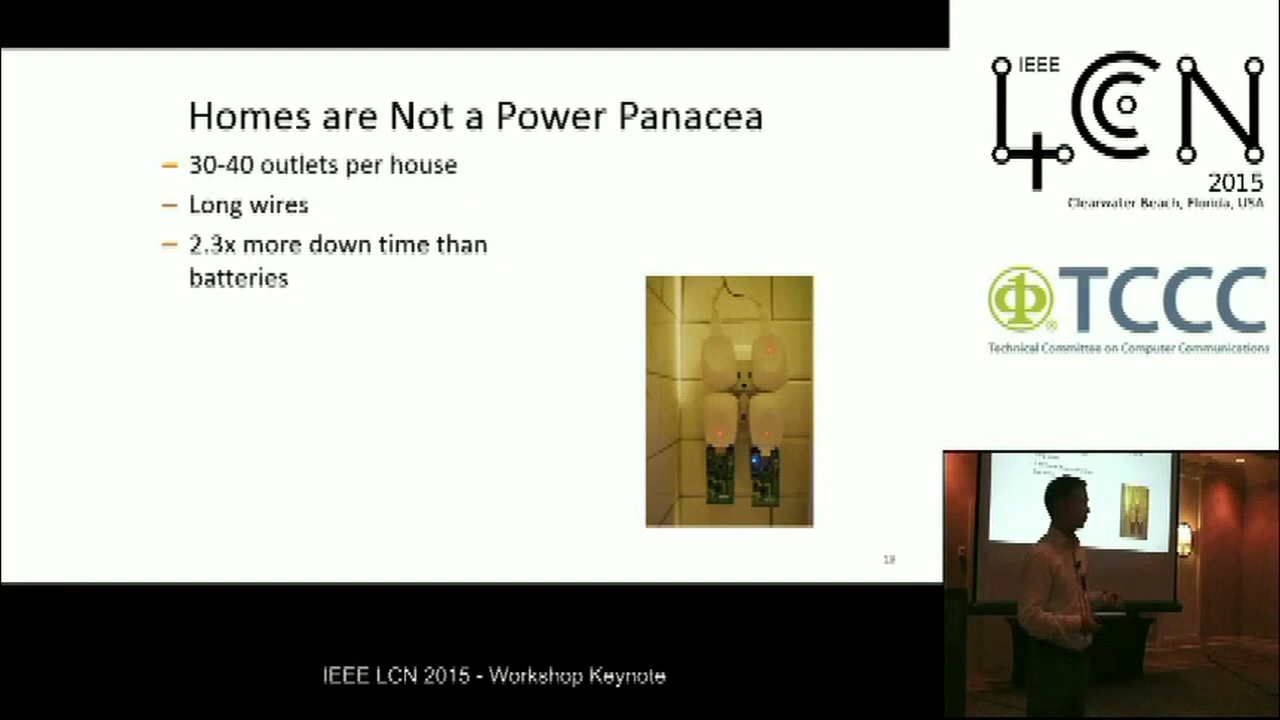 Homes are Not a Power Panacea
– 30-40 outlets per house
– Long wires
– 2.3x more down time than
batteries
19
IEEE
LCN
2015
Clearwater Beach, Florida, USA
TCCC
Technical Committee on Computer Communications
IEEE LCN 2015 - Workshop Keynote